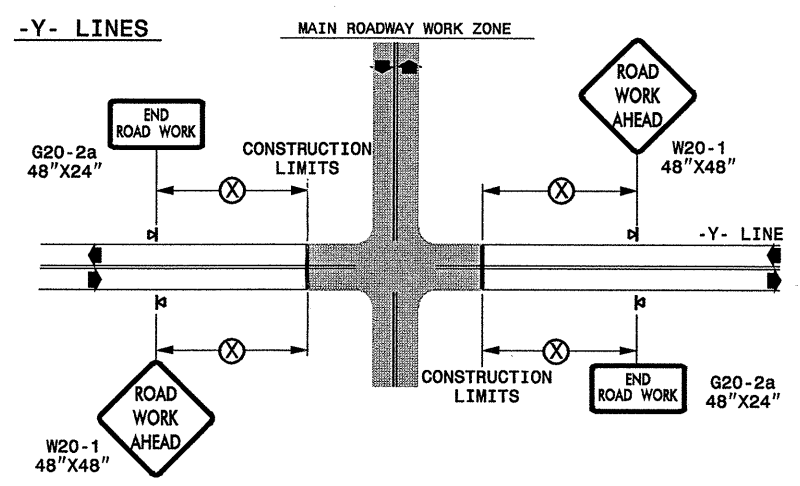 -Y- LINES
MAIN ROADWAY WORK ZONE
END
ROAD WORK
G20-2a
48"X24"
CONSTRUCTION
LIMITS
X
ROAD
WORK
AHEAD
W20-1
48"X48"
X
-Y- LINE
X
ROAD
WORK
AHEAD
W20-1
48"X48"
X
CONSTRUCTION
LIMITS
END
ROAD WORK
G20-2a
48"X24"